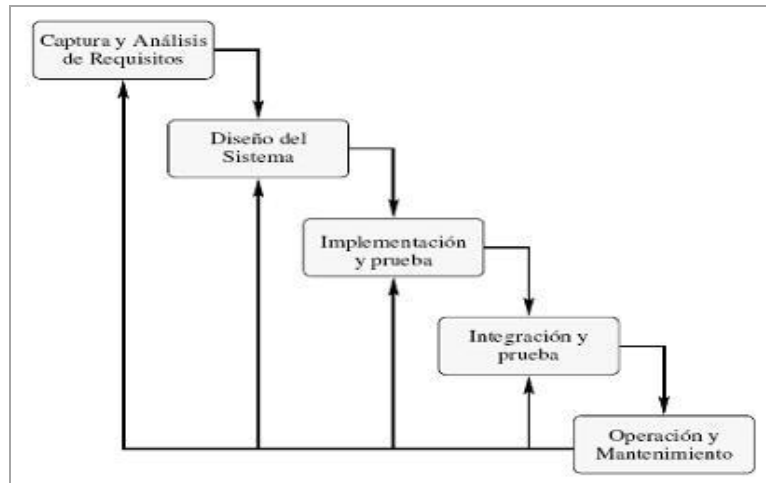 Captura y Análisis
de Requisitos
Diseño del
Sistema
Implementación
y prueba
Integración y
prueba
Operación y
Mantenimiento